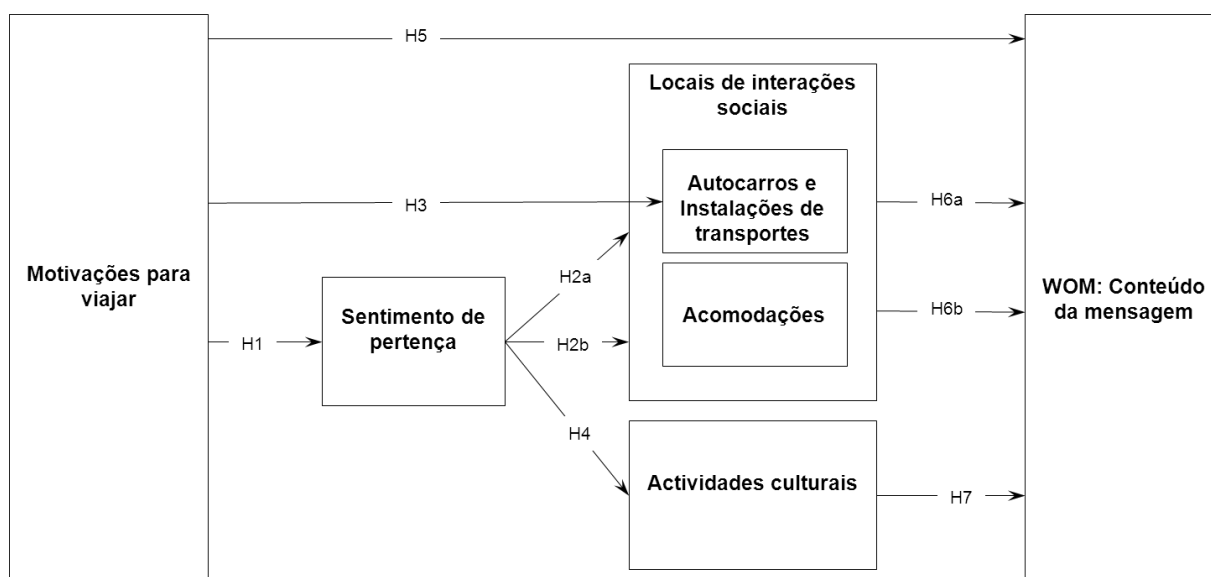 H5
Locais de interações
sociais
Autocarros e
Instalações de
transportes
H3
H6a
Motivações para
viajar
H2a
WOM: Conteúdo
da mensagem
Sentimento de
pertença
Acomodações
H6b
H1
H2b
H4
Actividades culturais
H7